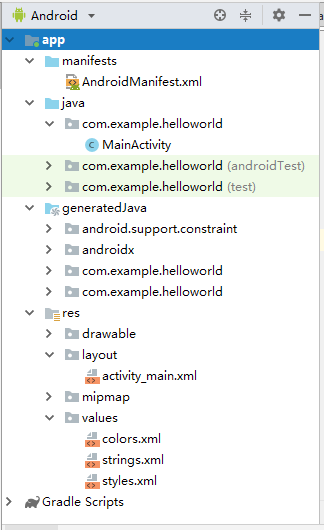 Android
app
manifests
AndroidManifest.xml
java
com.example.helloworld
MainActivity
com.example.helloworld (androidTest)
com.example.helloworld (test)
generatedJava
android.support.constraint
androidx
com.example.helloworld
com.example.helloworld
res
drawable
layout
activity_main.xml
mipmap
values
colors.xml
strings.xml
styles.xml
Gradle Scripts